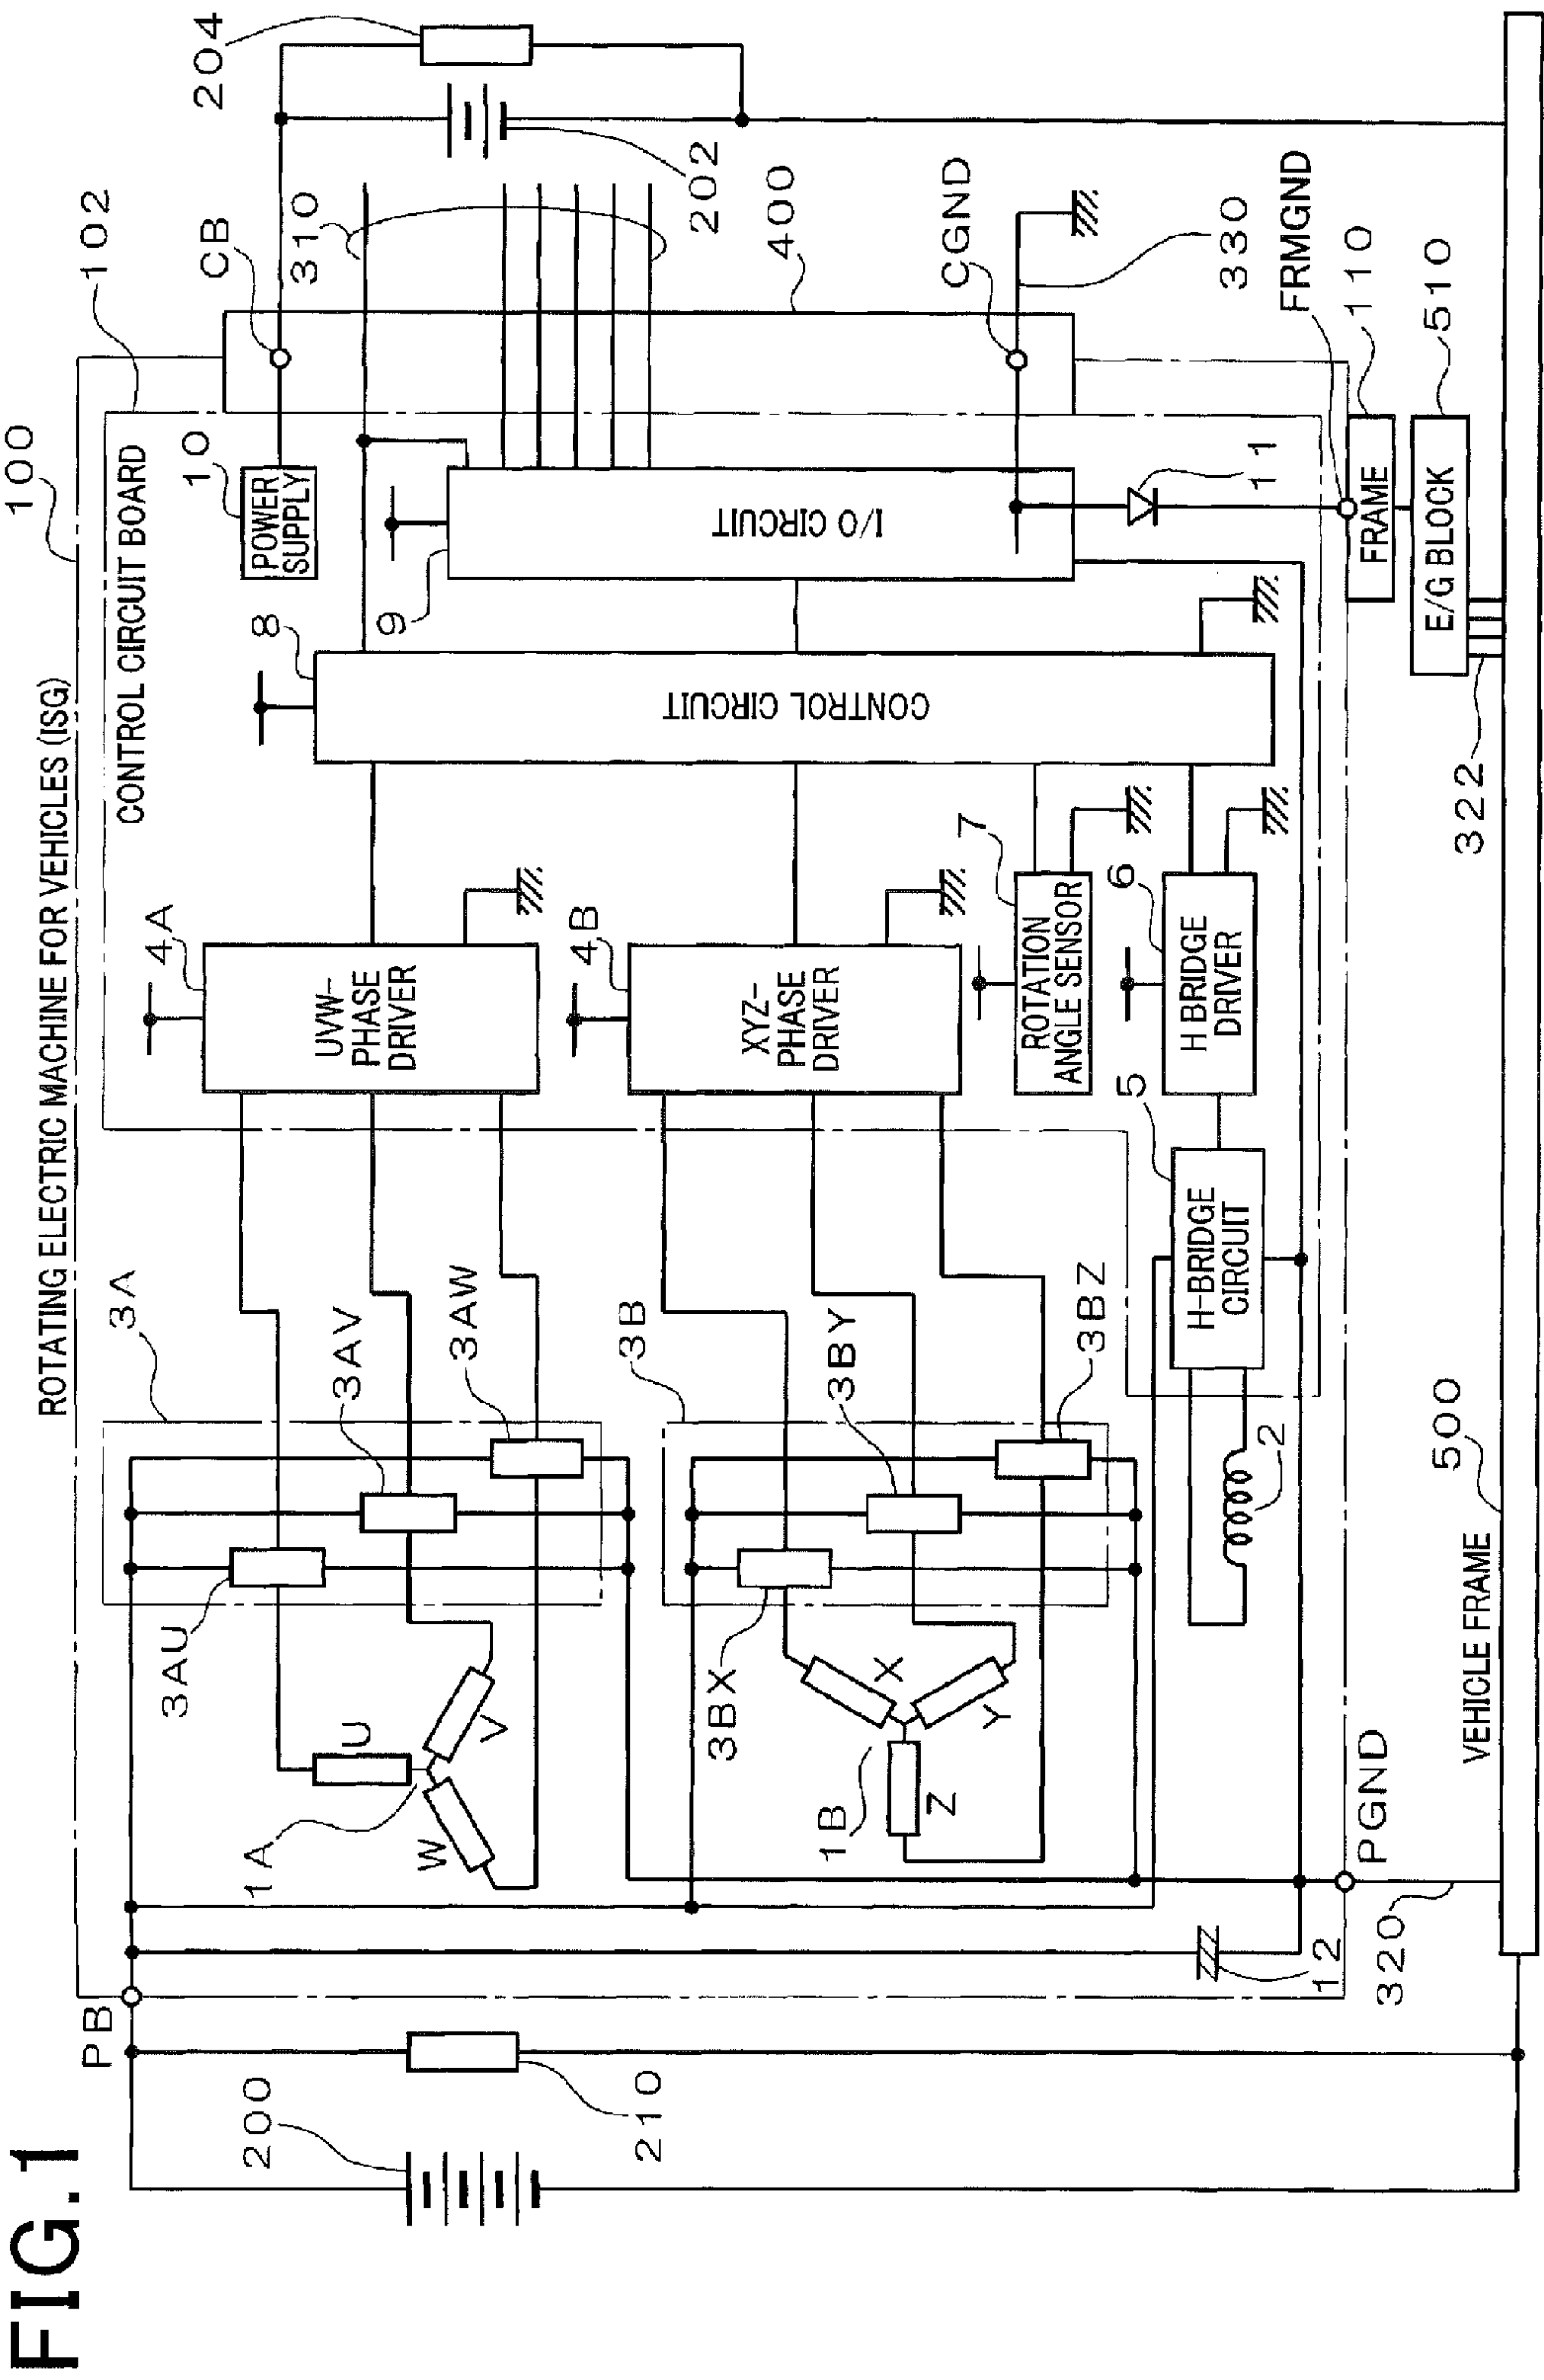 FIG.1
ROTATING ELECTRIC MACHINE FOR VEHICLES (ISG)
100
102
CONTROL CIRCUIT BOARD
PB
200
210
3A
3AU
3AV
3AW
1A
U
V
W
4A
UVW-
PHASE
DRIVER
8
CONTROL CIRCUIT
10
POWER
SUPPLY
9
I/O CIRCUIT
CB
310
204
202
400
3B
3BX
3BY
3BZ
1B
X
Y
Z
4B
XYZ-
PHASE
DRIVER
7
ROTATION
ANGLE SENSOR
6
H BRIDGE
DRIVER
5
H-BRIDGE
CIRCUIT
2
11
12
CGND
330
FRMGND
110
FRAME
510
E/G BLOCK
322
PGND
320
VEHICLE FRAME
500